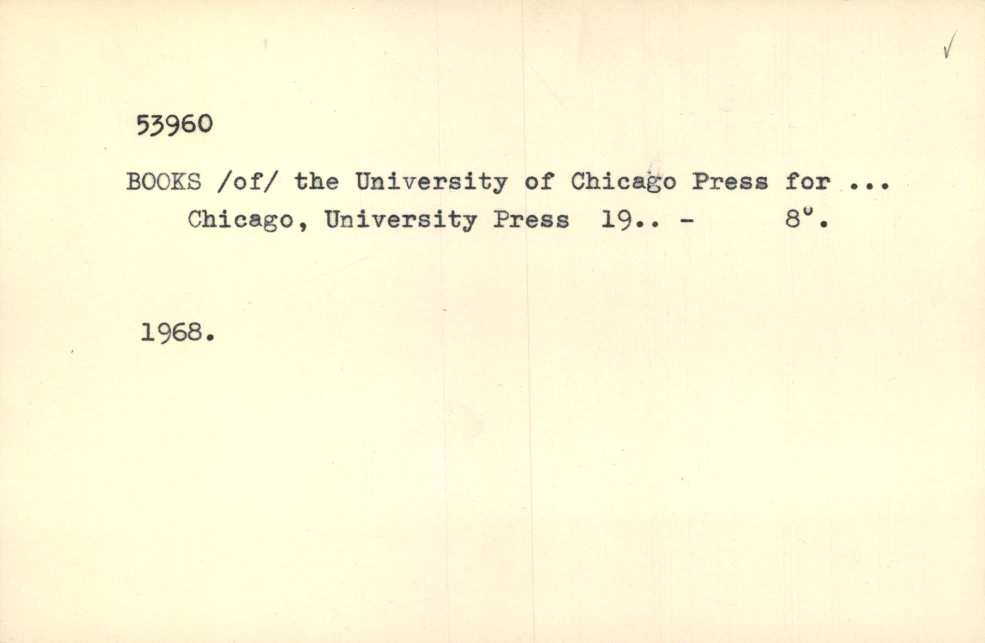 53960
BOOKS /of/ the University of Chicago Press for ...
Chicago, University Press 19.. - 8°.
1968.